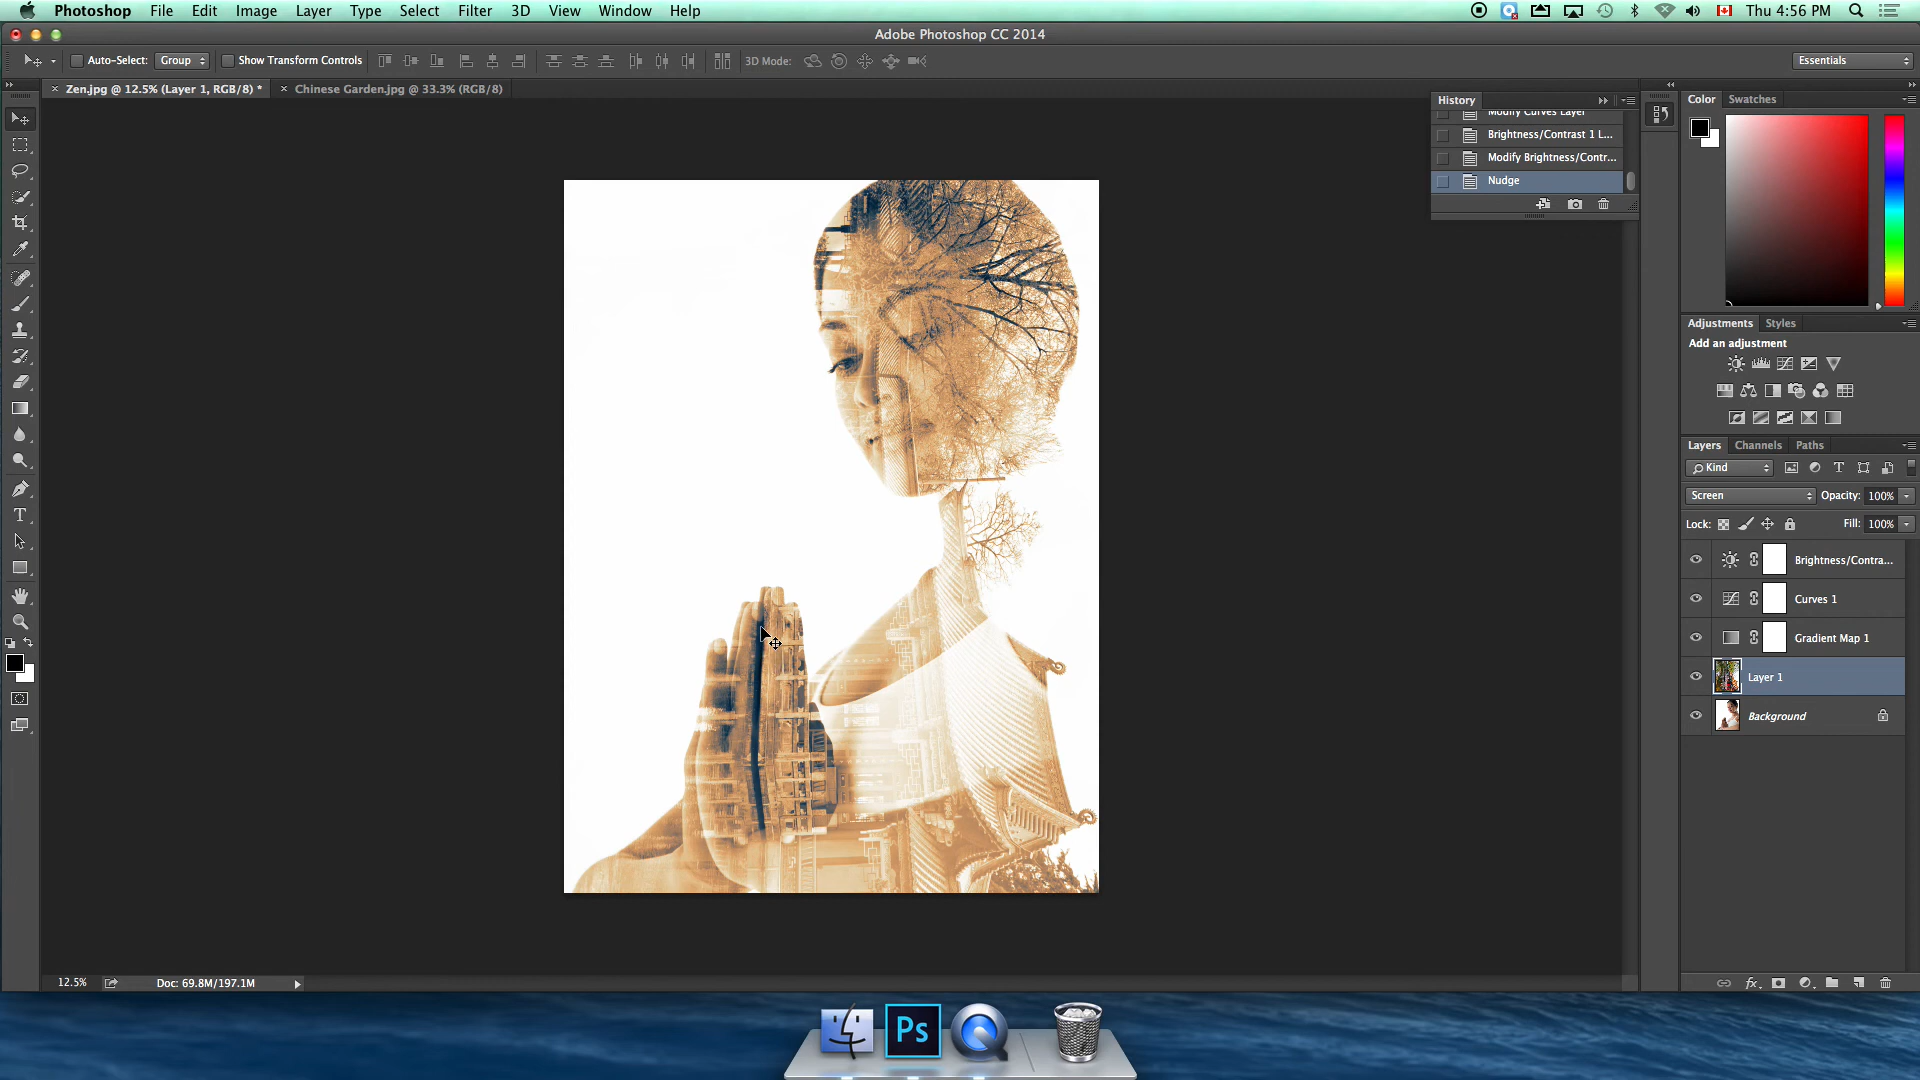 Photoshop File Edit Image Layer Type Select Filter 3D View Window Help
Thu 4:56 PM
Adobe Photoshop CC 2014
Auto-Select: Group Show Transform Controls 3D Mode: Essentials
Zen.jpg @ 12.5% (Layer 1, RGB/8) * Chinese Garden.jpg @ 33.3% (RGB/8)
History
Modify Curves Layer
Brightness/Contrast 1 L...
Modify Brightness/Contr...
Nudge
Color Swatches
Adjustments Styles
Add an adjustment
Layers Channels Paths
Kind
Screen Opacity: 100%
Lock: Fill: 100%
Brightness/Contra...
Curves 1
Gradient Map 1
Layer 1
Background
12.5% Doc: 69.8M/197.1M
Ps